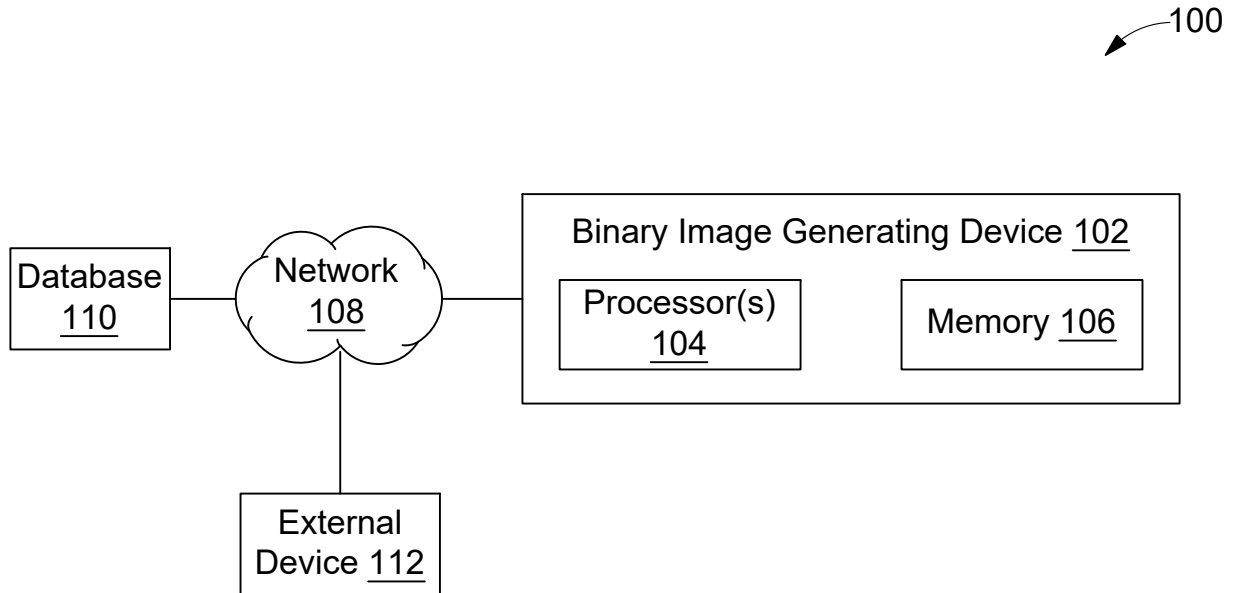 100
Binary Image Generating Device 102
Database
110
Network
108
Processor(s)
104
Memory 106
External
Device 112